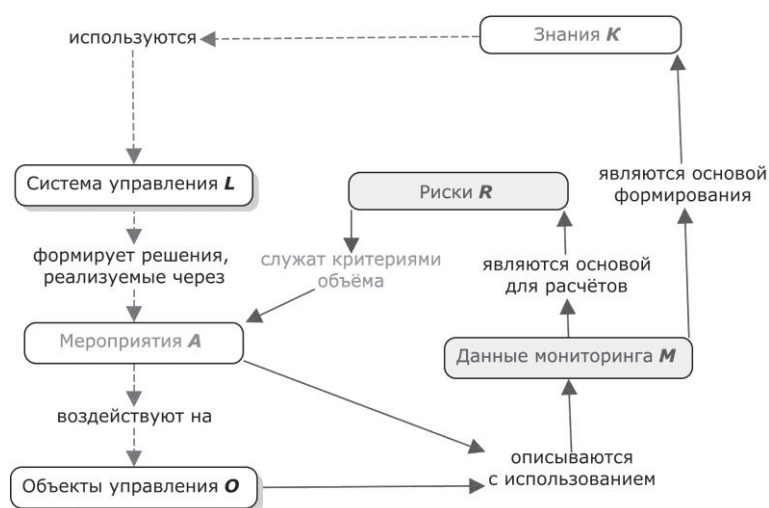 используются
Знания K
Система управления L
Риски R
являются основой
формирования
формирует решения,
реализуемые через
служат критериями
объёма
являются основой
для расчётов
Мероприятия A
Данные мониторинга M
воздействуют на
описываются
с использованием
Объекты управления O